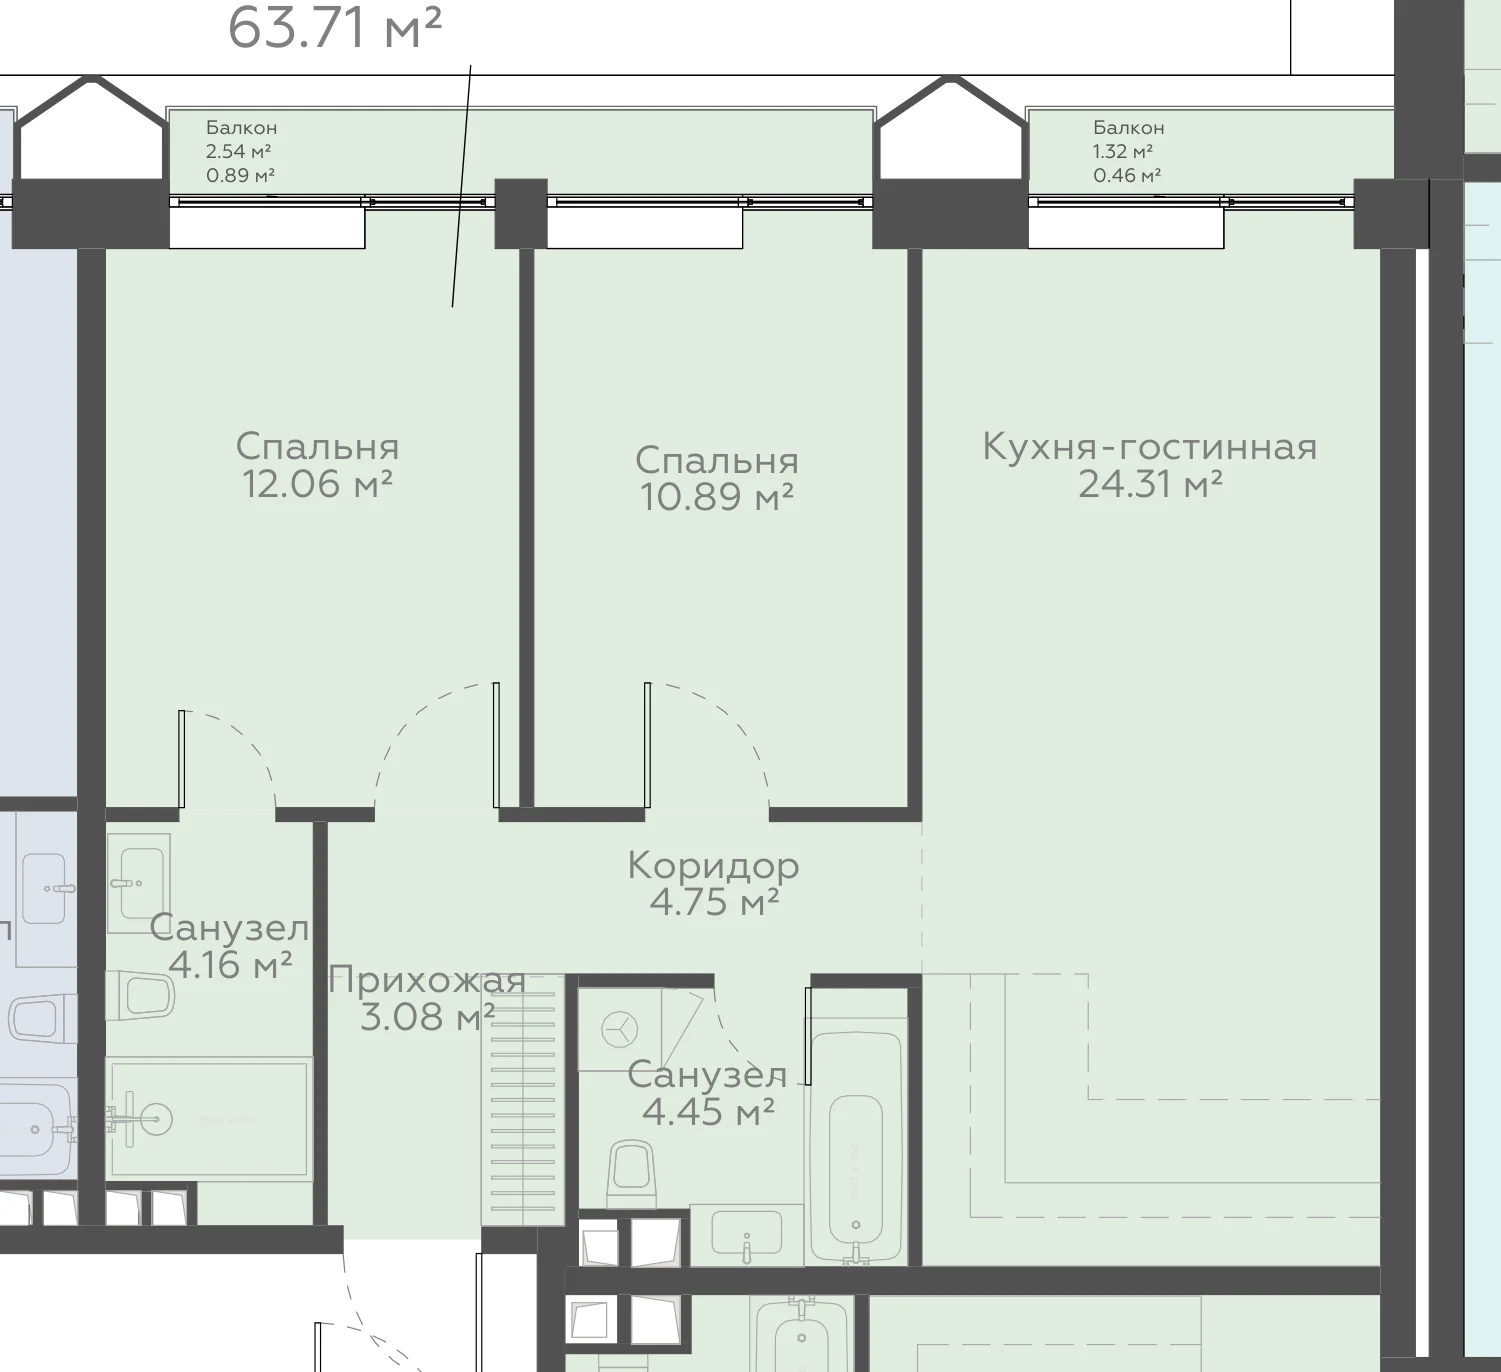 63.71 м²
Балкон
2.54 м²
0.89 м²
Балкон
1.32 м²
0.46 м²
Спальня
12.06 м²
Спальня
10.89 м²
Кухня-гостинная
24.31 м²
Коридор
4.75 м²
Санузел
4.16 м²
Прихожая
3.08 м²
Санузел
4.45 м²